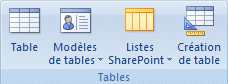 Table
Modèles
de tables
Listes
SharePoint
Création
de table
Tables